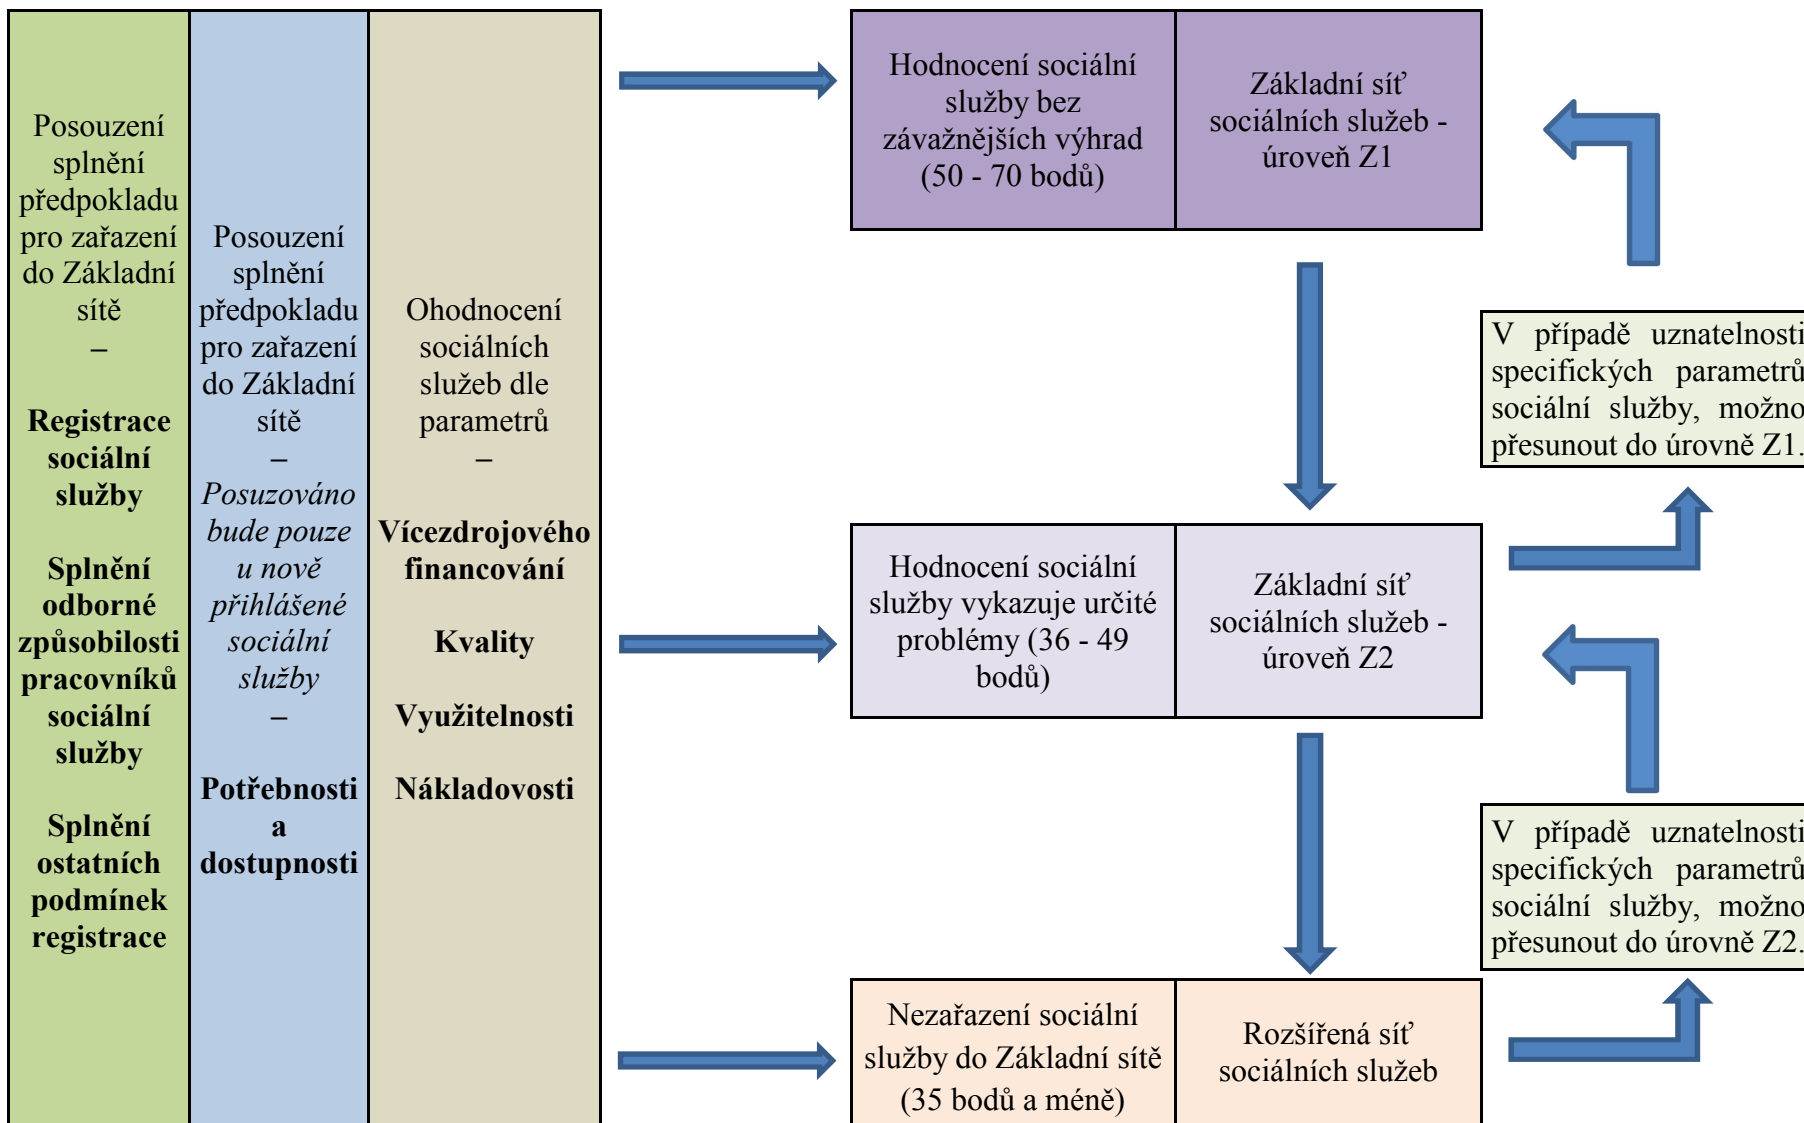 Posouzení
splnění
předpokladu
pro zařazení
do Základní
sítě
–
Registrace
sociální
služby
Splnění
odborné
způsobilosti
pracovníků
sociální
služby
Splnění
ostatních
podmínek
registrace
Posouzení
splnění
předpokladu
pro zařazení
do Základní
sítě
–
Posuzováno
bude pouze
u nově
přihlášené
sociální
služby
–
Potřebnosti
a
dostupnosti
Ohodnocení
sociálních
služeb dle
parametrů
–
Vícezdrojového
financování
Kvality
Využitelnosti
Nákladovosti
Hodnocení sociální
služby bez
závažnějších výhrad
(50 - 70 bodů)
Základní síť
sociálních služeb -
úroveň Z1
V případě uznatelnosti
specifických parametrů
sociální služby, možno
přesunout do úrovně Z1.
Hodnocení sociální
služby vykazuje určité
problémy (36 - 49
bodů)
Základní síť
sociálních služeb -
úroveň Z2
V případě uznatelnosti
specifických parametrů
sociální služby, možno
přesunout do úrovně Z2.
Nezařazení sociální
služby do Základní sítě
(35 bodů a méně)
Rozšířená síť
sociálních služeb